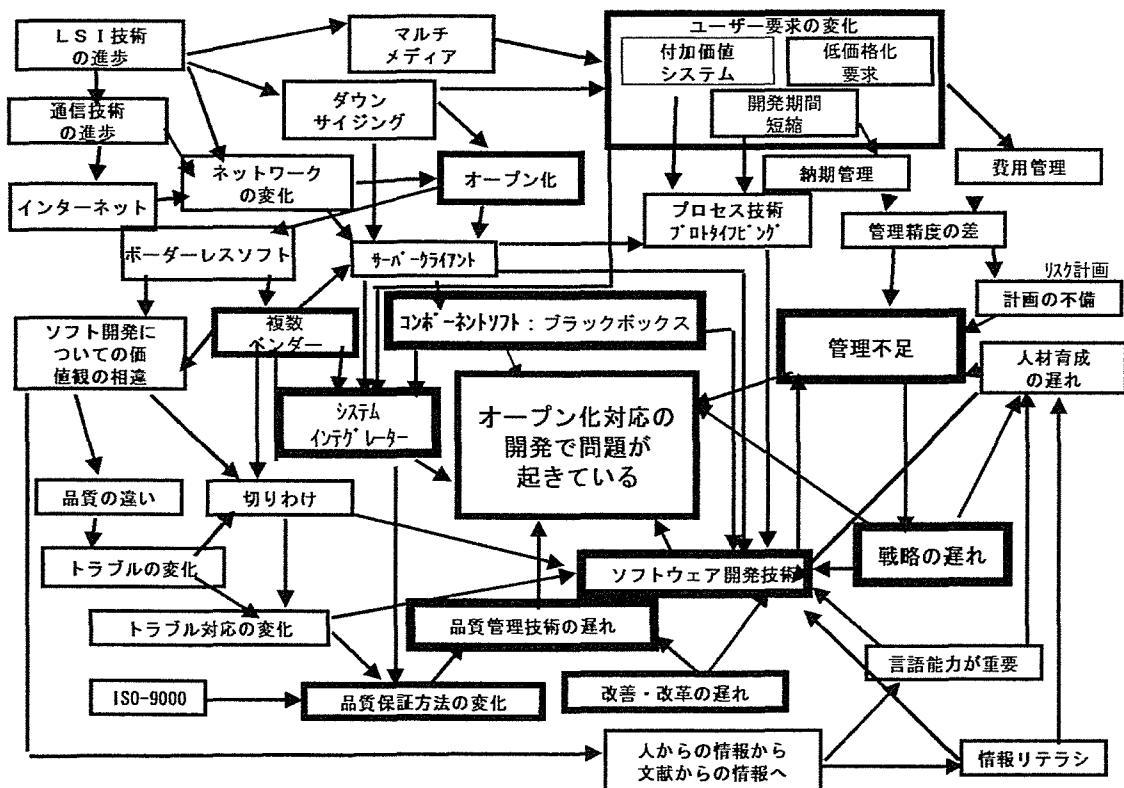 LSI技術
の進歩
マルチ
メディア
ユーザー要求の変化
付加価値
システム
低価格化
要求
開発期間
短縮
通信技術
の進歩
ダウン
サイジング
ネットワーク
の変化
オープン化
納期管理
費用管理
インターネット
プロセス技術
プロトタイプピング
管理精度の差
ボーダーレスソフト
サーバークライアント
リスク計画
計画の不備
ソフト開発に
ついての価
値観の相違
複数
ベンダー
コンポーネントソフト：ブラックボックス
管理不足
人材育成
の遅れ
システム
インテグレーター
オープン化対応の
開発で問題が
起きている
品質の違い
切りわけ
トラブルの変化
ソフトウェア開発技術
戦略の遅れ
トラブル対応の変化
品質管理技術の遅れ
言語能力が重要
ISO-9000
品質保証方法の変化
改善・改革の遅れ
人からの情報から
文献からの情報へ
情報リテラシ